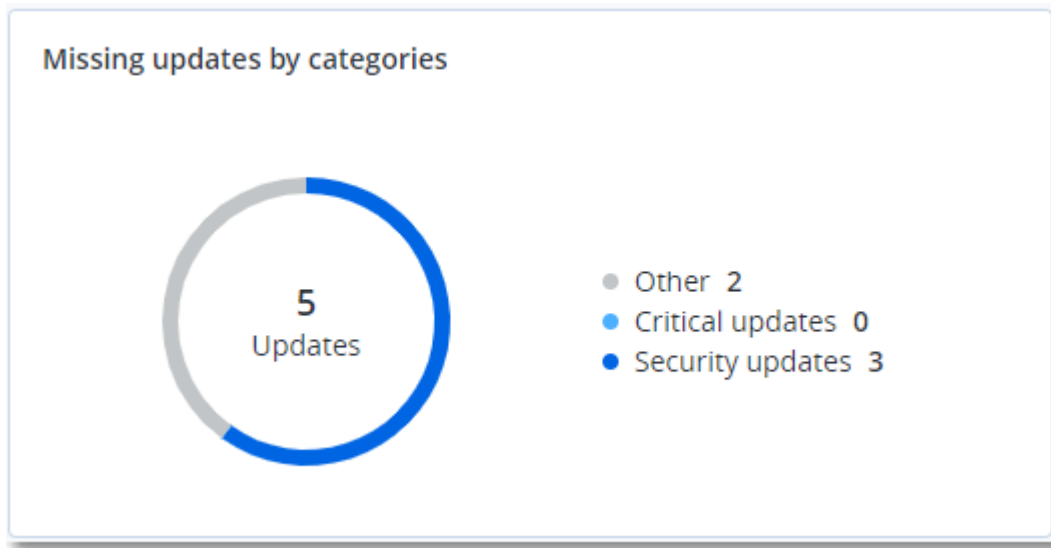 Missing updates by categories
5
Updates
Other 2
Critical updates 0
Security updates 3